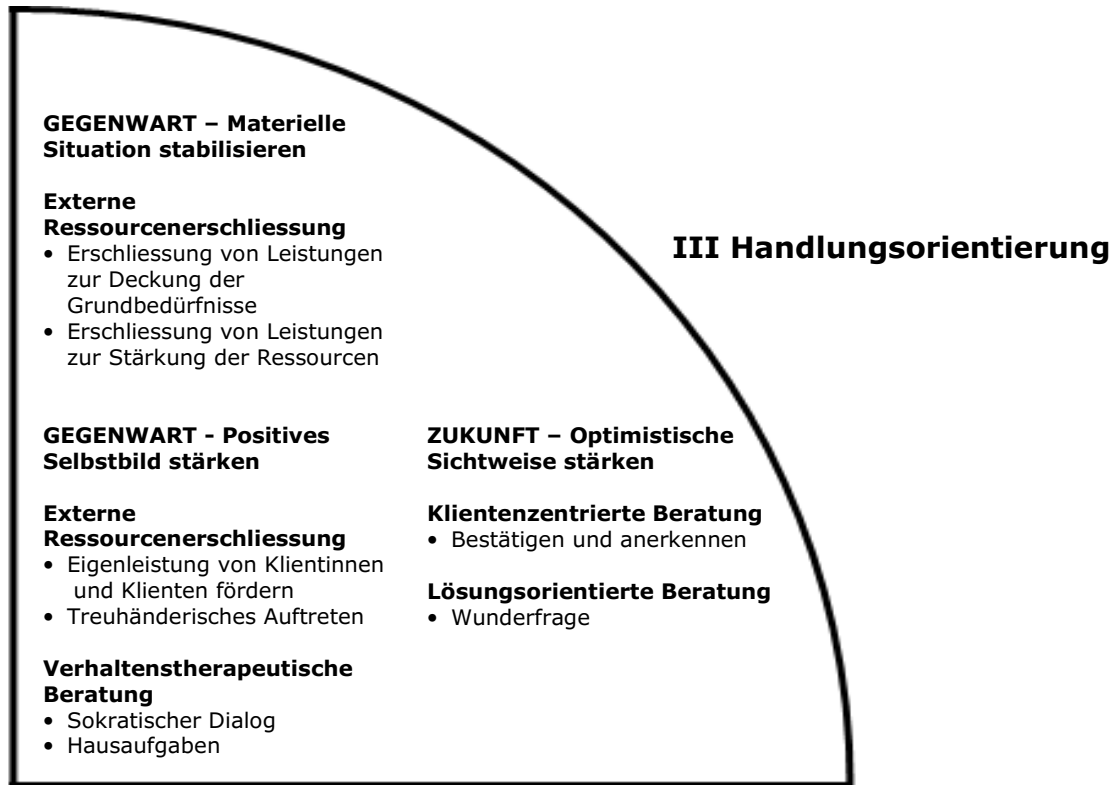 GEGENWART – Materielle
Situation stabilisieren
Externe
Ressourcenerschliessung
• Erschliessung von Leistungen
zur Deckung der
Grundbedürfnisse
• Erschliessung von Leistungen
zur Stärkung der Ressourcen
III Handlungsorientierung
GEGENWART - Positives
Selbstbild stärken
Externe
Ressourcenerschliessung
• Eigenleistung von Klientinnen
und Klienten fördern
• Treuhänderisches Auftreten
Verhaltenstherapeutische
Beratung
• Sokratischer Dialog
• Hausaufgaben
ZUKUNFT – Optimistische
Sichtweise stärken
Klientenzentrierte Beratung
• Bestätigen und anerkennen
Lösungsorientierte Beratung
• Wunderfrage